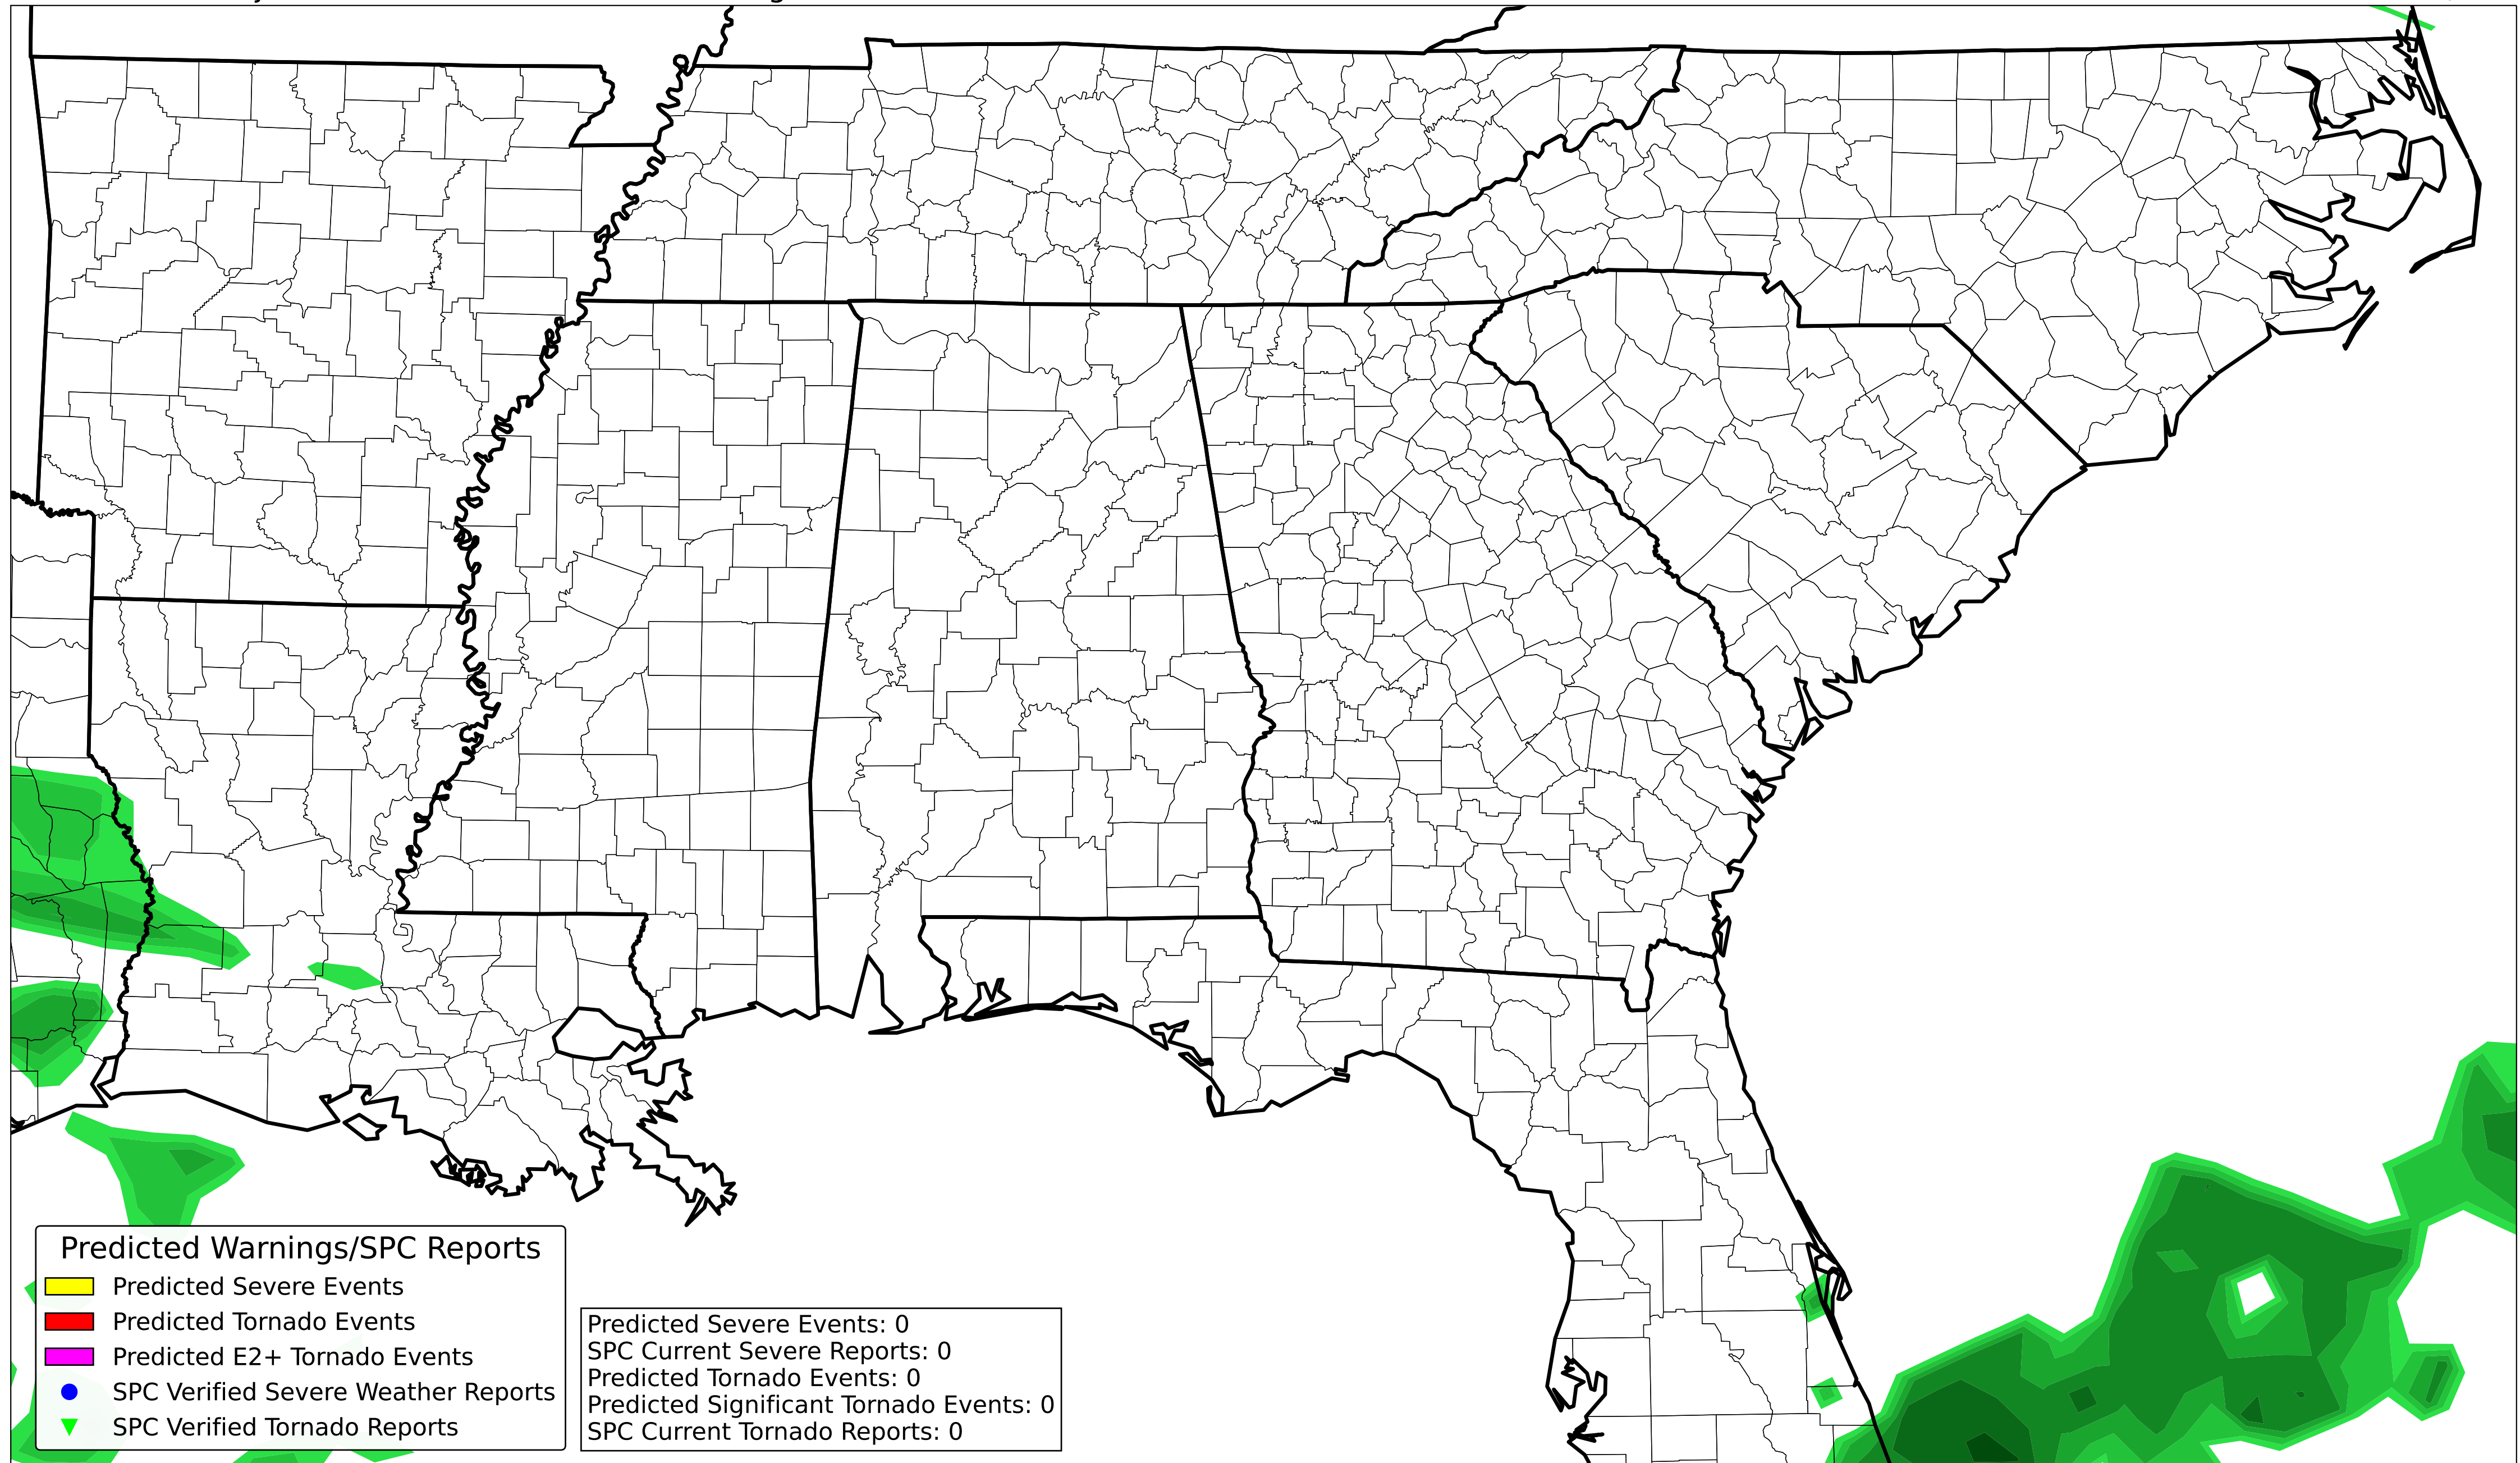 Predicted Warnings/SPC Reports
Predicted Severe Events
Predicted Tornado Events
Predicted E2+ Tornado Events
SPC Verified Severe Weather Reports
SPC Verified Tornado Reports
Predicted Severe Events: 0
SPC Current Severe Reports: 0
Predicted Tornado Events: 0
Predicted Significant Tornado Events: 0
SPC Current Tornado Reports: 0